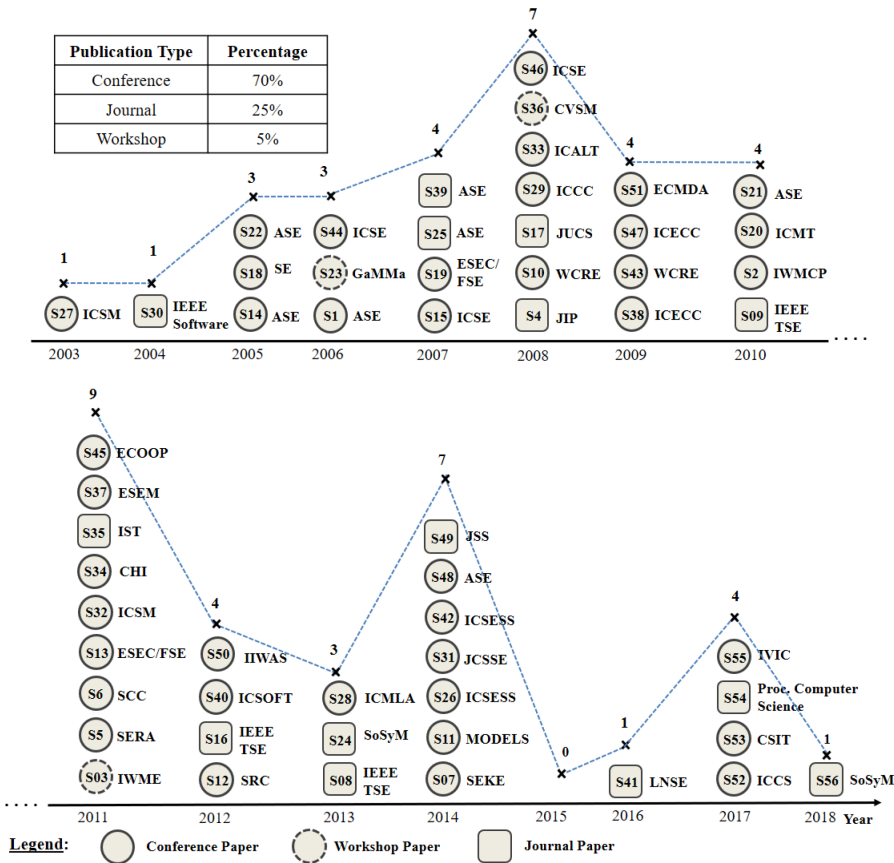 Publication Type Percentage
Conference 70%
Journal 25%
Workshop 5%
1
S27 ICSM
2003
1
S30 IEEE
Software
2004
3
S22 ASE
S18 SE
S14 ASE
2005
3
S44 ICSE
S23 GaMMa
S1 ASE
2006
4
S39 ASE
S25 ASE
S19 ESEC/
FSE
S15 ICSE
2007
7
S46 ICSE
S36 CVSM
S33 ICALT
S29 ICCC
S17 JUCS
S10 WCRE
S4 JIP
2008
4
S51 ECMDA
S47 ICECC
S43 WCRE
S38 ICECC
2009
4
S21 ASE
S20 ICMT
S2 IWMCP
S09 IEEE
TSE
2010
....
9
S45 ECOOP
S37 ESEM
S35 IST
S34 CHI
S32 ICSM
S13 ESEC/FSE
S6 SCC
S5 SERA
S03 IWME
....
2011
4
S50 IIWAS
S40 ICSOFT
S16 IEEE
TSE
S12 SRC
2012
3
S28 ICMLA
S24 SoSyM
S08 IEEE
TSE
2013
7
S49 JSS
S48 ASE
S42 ICSESS
S31 JCSSE
S26 ICSESS
S11 MODELS
S07 SEKE
2014
0
2015
1
S41 LNSE
2016
4
S55 IVIC
S54 Proc. Computer
Science
S53 CSIT
S52 ICCS
2017
1
S56 SoSyM
2018 Year
Legend: Conference Paper Workshop Paper Journal Paper